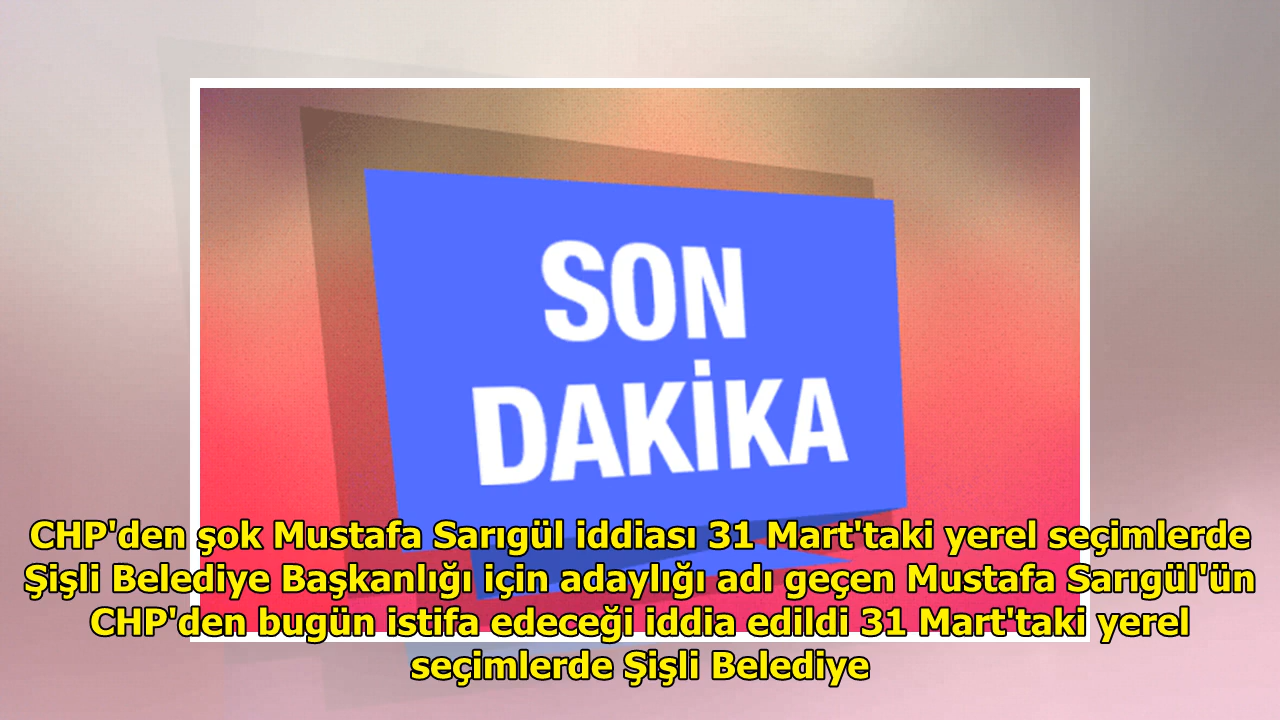 SON
DAKİKA
CHP'den şok Mustafa Sarıgül iddiası 31 Mart'taki yerel seçimlerde
Şişli Belediye Başkanlığı için adaylığı adı geçen Mustafa Sarıgül'ün
CHP'den bugün istifa edeceği iddia edildi 31 Mart'taki yerel
seçimlerde Şişli Belediye